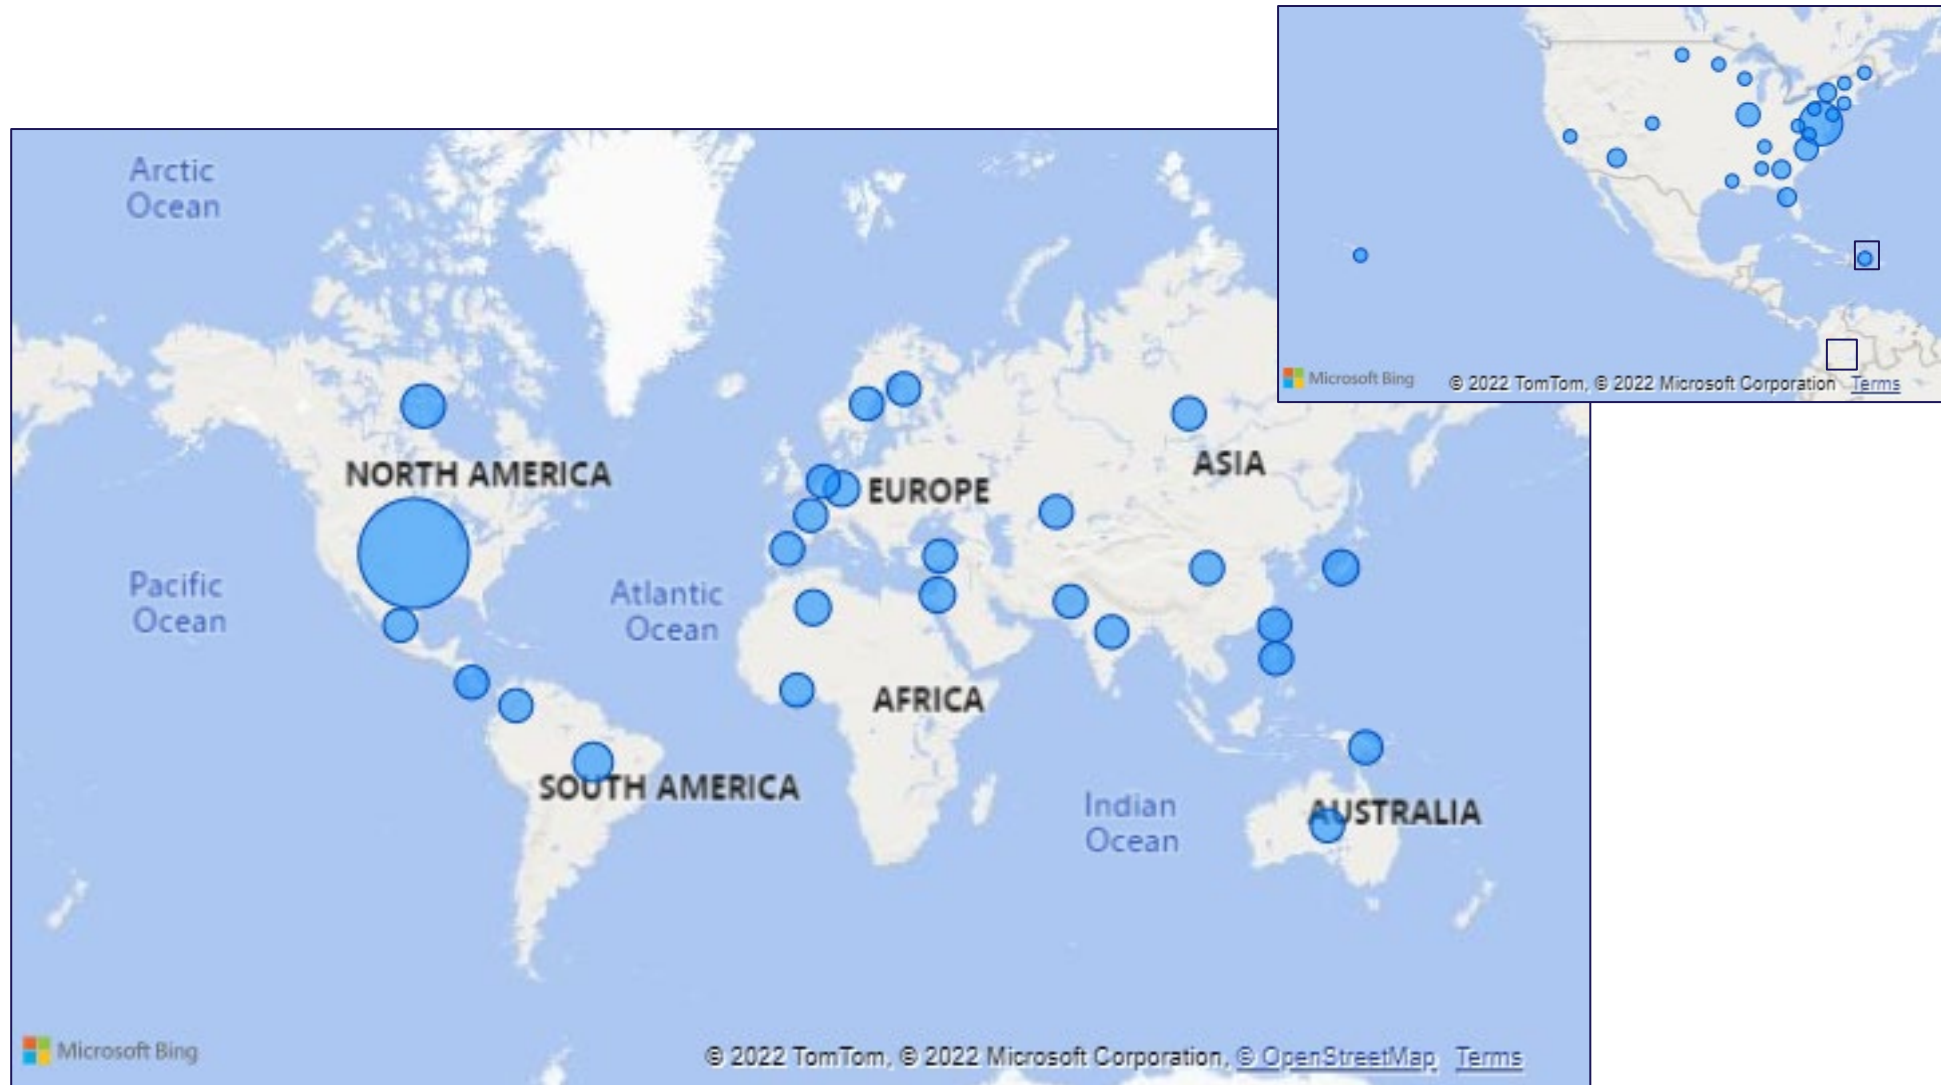 Microsoft Bing
© 2022 TomTom, © 2022 Microsoft Corporation Terms
Arctic
Ocean
NORTH AMERICA
EUROPE
ASIA
Pacific
Ocean
Atlantic
Ocean
AFRICA
SOUTH AMERICA
Indian
Ocean
AUSTRALIA
Microsoft Bing
© 2022 TomTom, © 2022 Microsoft Corporation, © OpenStreetMap Terms